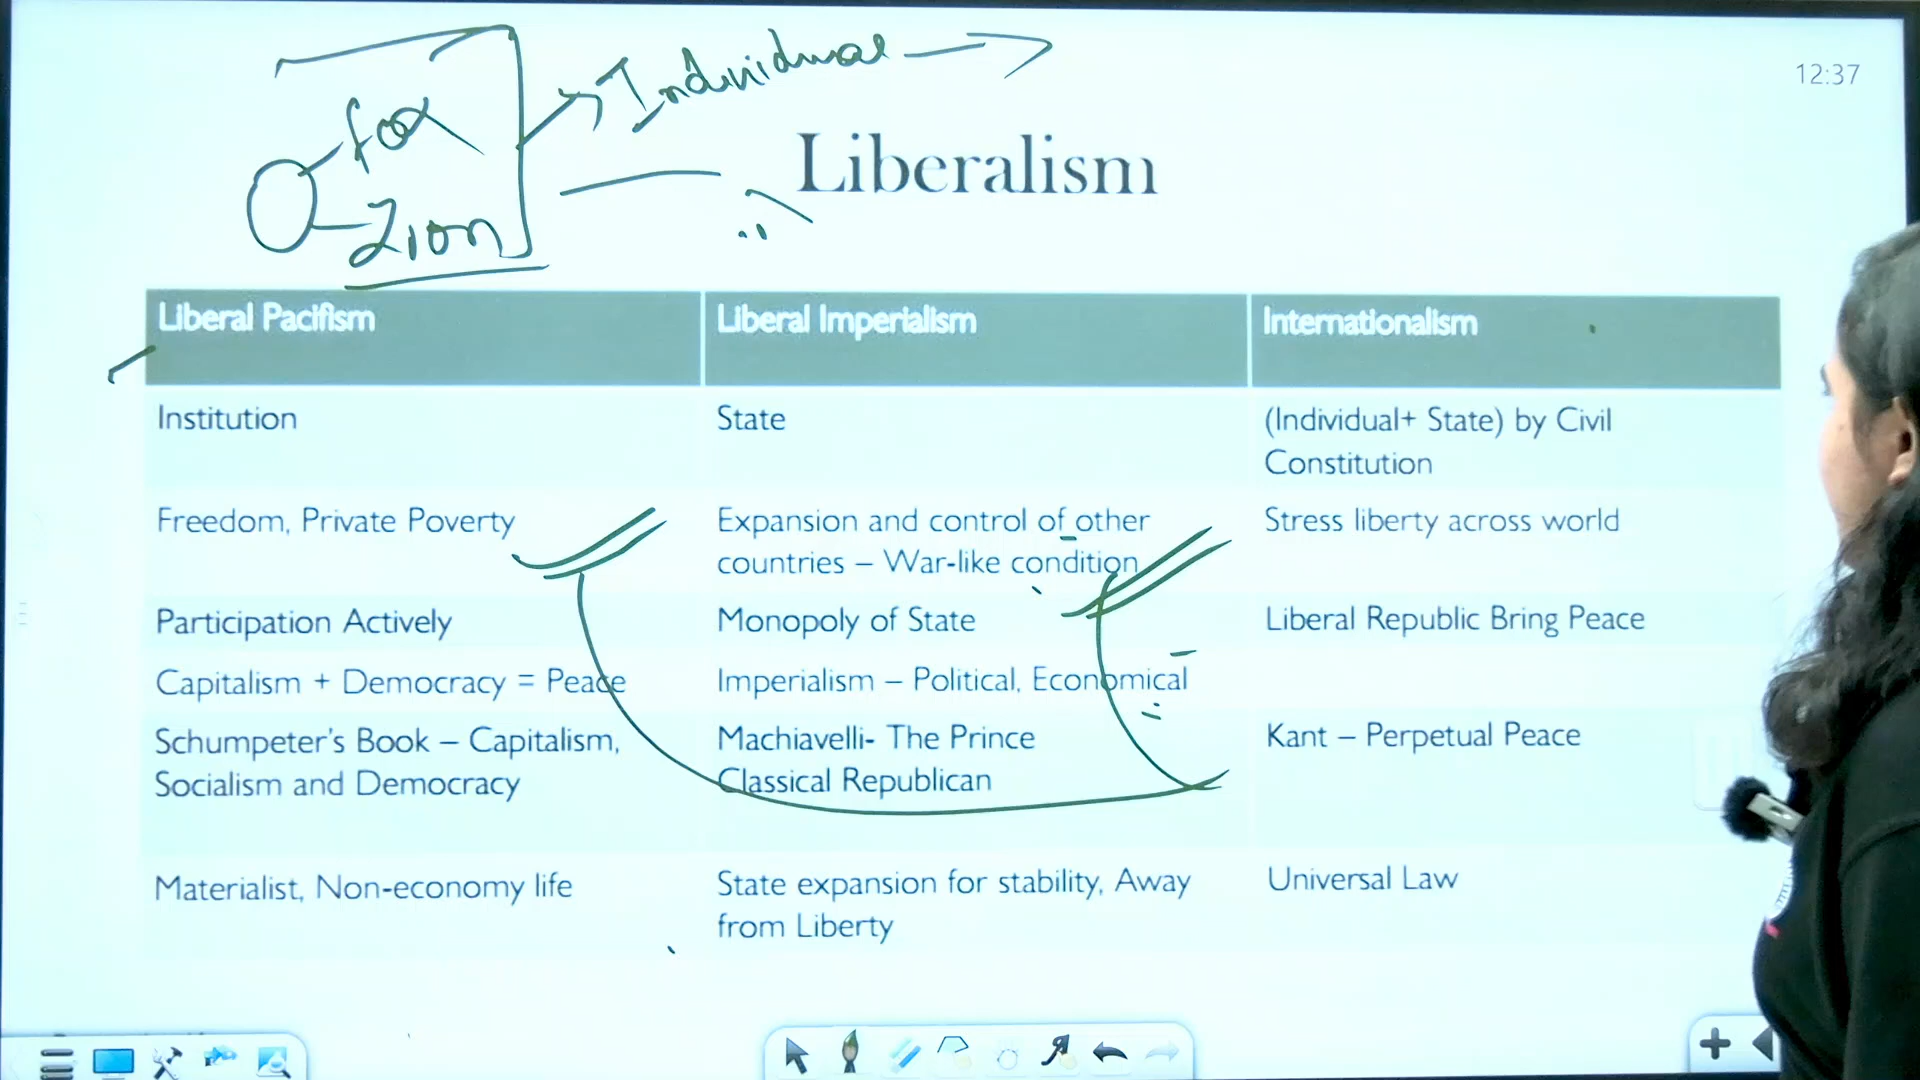 Individual
12:37
fox
Lion
Liberalism
Liberal Pacifism
Liberal Imperialism
Internationalism
Institution
State
(Individual+ State) by Civil
Constitution
Freedom, Private Poverty
Expansion and control of other
countries – War-like condition
Stress liberty across world
Participation Actively
Monopoly of State
Liberal Republic Bring Peace
Capitalism + Democracy = Peace
Imperialism – Political, Economical
Schumpeter's Book – Capitalism,
Socialism and Democracy
Machiavelli- The Prince
Classical Republican
Kant – Perpetual Peace
Materialist, Non-economy life
State expansion for stability, Away
from Liberty
Universal Law